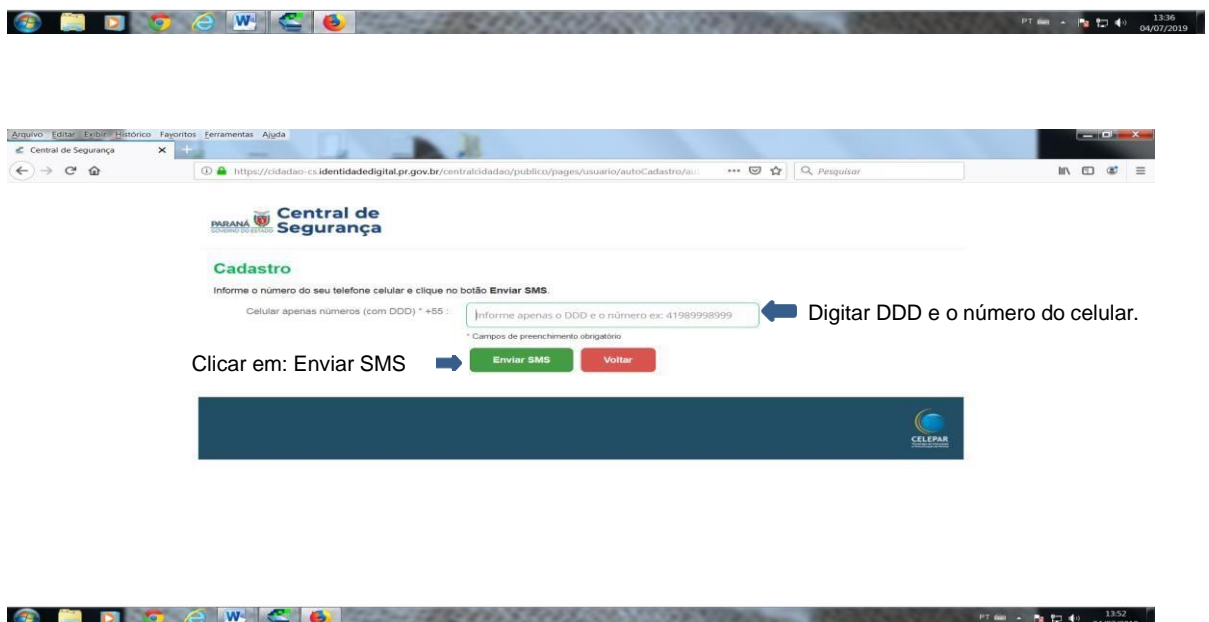 PT
13:36
04/07/2019
Arquivo Editar Exibir Histórico Favoritos Ferramentas Ajuda
Central de Segurança
https://cidadao-cs.identidadedigital.pr.gov.br/centralcidadao/publico/pages/usuario/autoCadastro/au
Pesquisar
PARANÁ
GOVERNO DO ESTADO
Central de
Segurança
Cadastro
Informe o número do seu telefone celular e clique no botão Enviar SMS.
Celular apenas números (com DDD) * +55 :
Informe apenas o DDD e o número ex: 41989998999
Digitar DDD e o número do celular.
* Campos de preenchimento obrigatório
Clicar em: Enviar SMS
Enviar SMS
Voltar
CELEPAR
PT
13:52